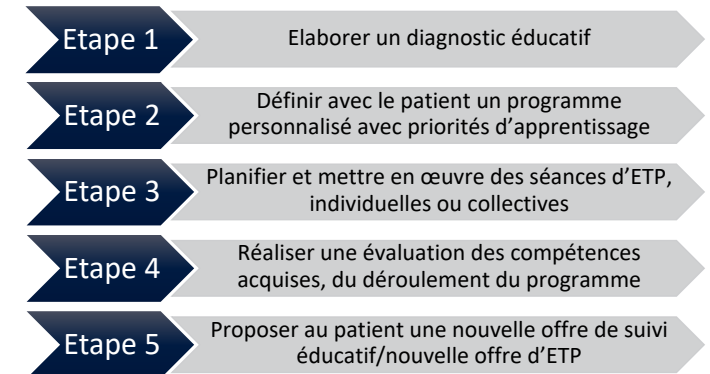 Etape 1
Elaborer un diagnostic éducatif
Etape 2
Définir avec le patient un programme
personnalisé avec priorités d'apprentissage
Etape 3
Planifier et mettre en œuvre des séances d'ETP,
individuelles ou collectives
Etape 4
Réaliser une évaluation des compétences
acquises, du déroulement du programme
Etape 5
Proposer au patient une nouvelle offre de suivi
éducatif/nouvelle offre d'ETP